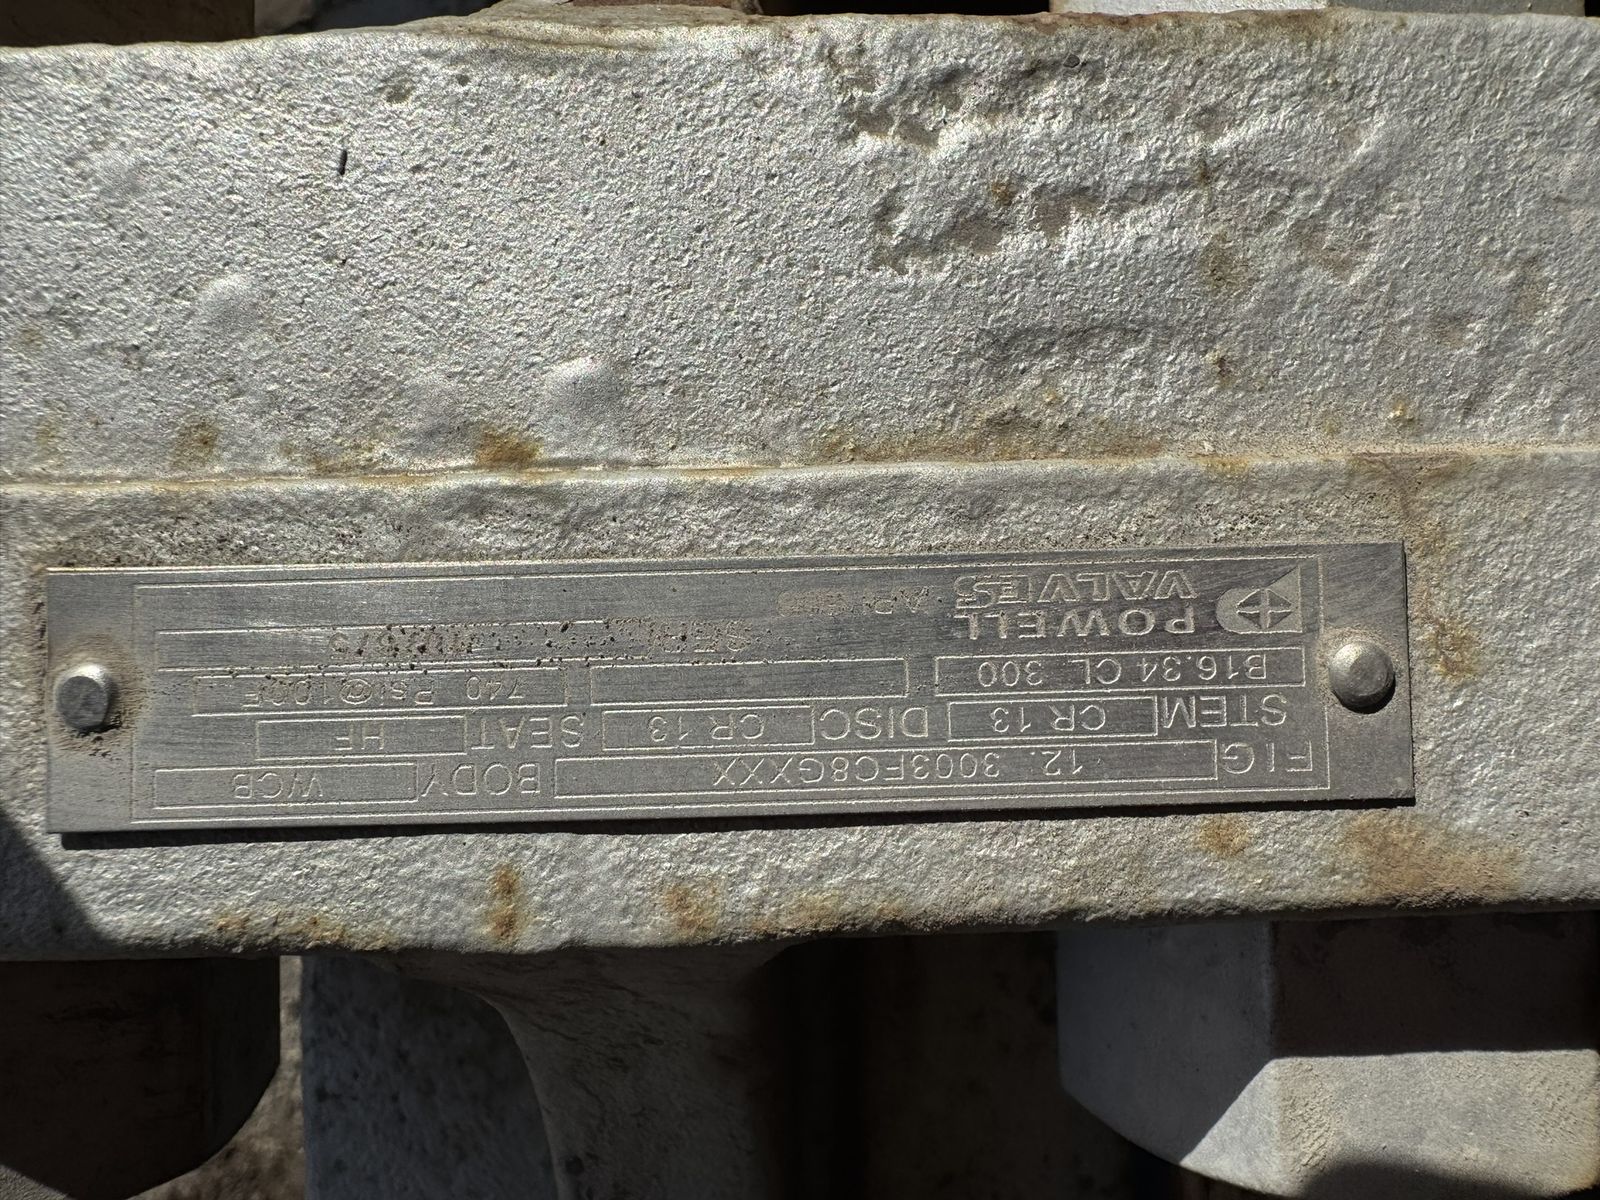 FIG 12. 3003FC8GXXX BODY WCB
STEM CR 13 DISC CR 13 SEAT HF
B16.34 CL 300 740 Psi@100F
POWELL
VALVES